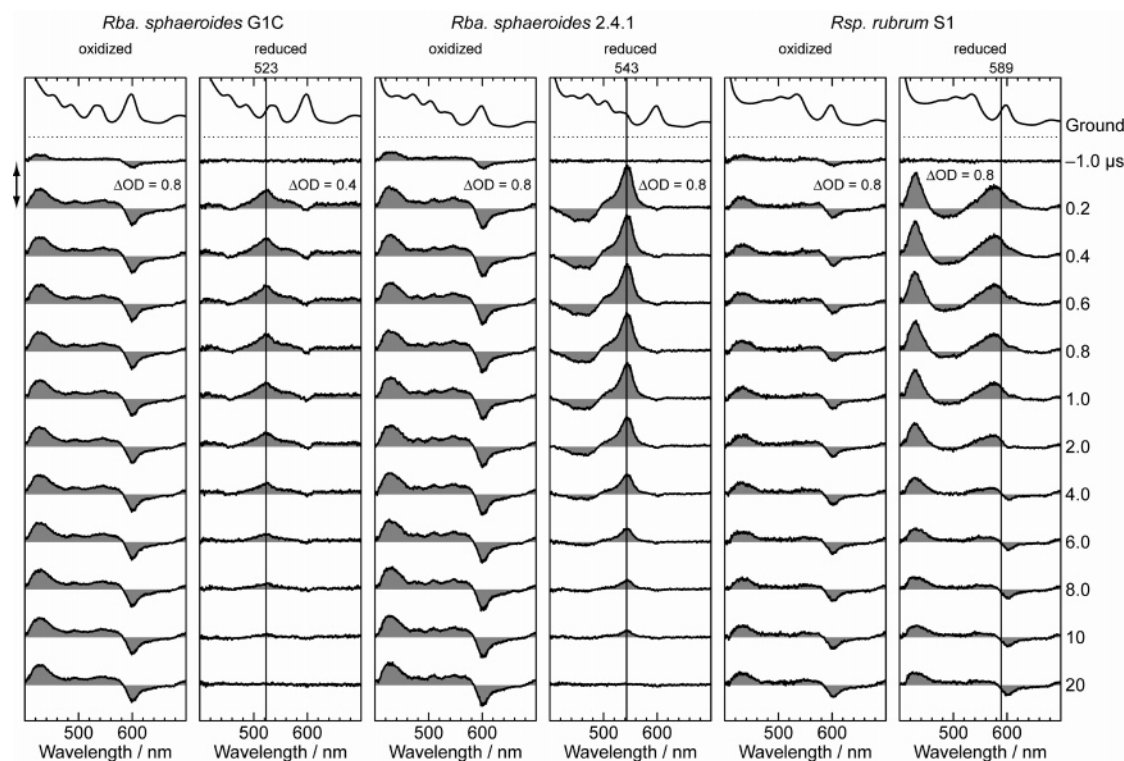 Rba. sphaeroides G1C Rba. sphaeroides 2.4.1 Rsp. rubrum S1
oxidized reduced oxidized reduced oxidized reduced
523 543 589
Ground
–1.0 μs
ΔOD = 0.8 ΔOD = 0.4 ΔOD = 0.8 ΔOD = 0.8 ΔOD = 0.8 ΔOD = 0.8
0.2
0.4
0.6
0.8
1.0
2.0
4.0
6.0
8.0
10
20
500 600 500 600 500 600 500 600 500 600 500 600
Wavelength / nm Wavelength / nm Wavelength / nm Wavelength / nm Wavelength / nm Wavelength / nm